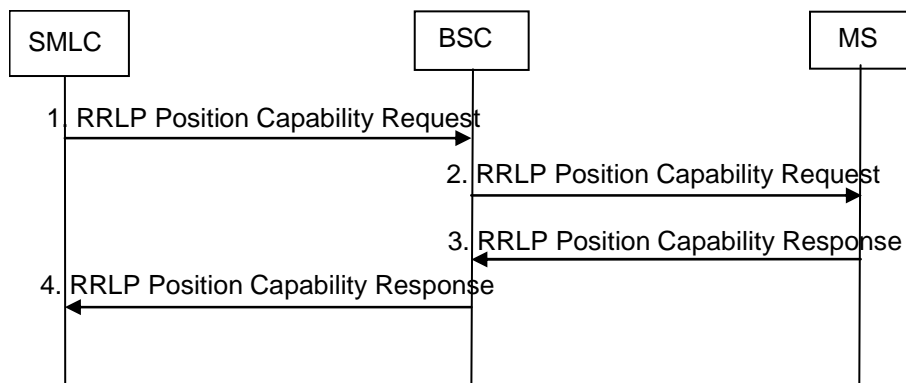 SMLC
BSC
MS
1. RRLP Position Capability Request
2. RRLP Position Capability Request
3. RRLP Position Capability Response
4. RRLP Position Capability Response